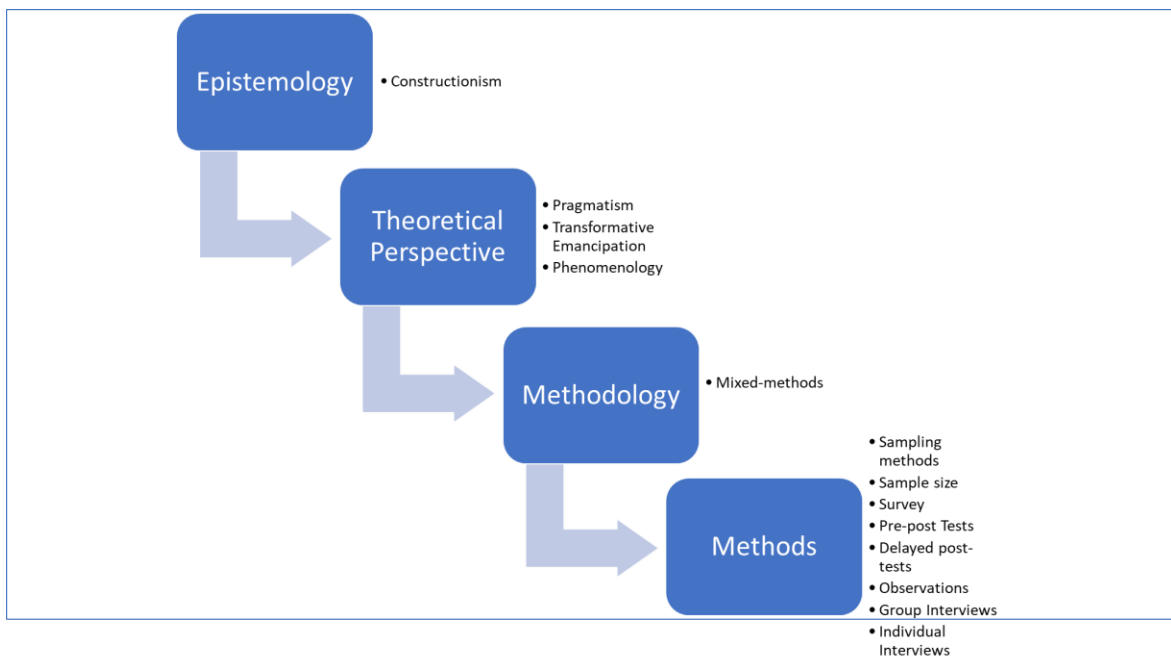 Epistemology
• Constructionism
Theoretical
Perspective
• Pragmatism
• Transformative
Emancipation
• Phenomenology
Methodology
• Mixed-methods
Methods
• Sampling
methods
• Sample size
• Survey
• Pre-post Tests
• Delayed post-
tests
• Observations
• Group Interviews
• Individual
Interviews